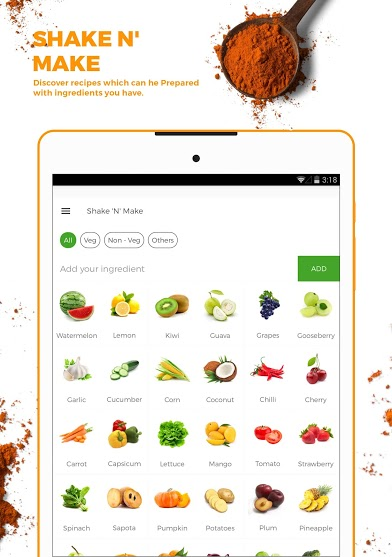 SHAKE N'
MAKE
Discover recipes which can he Prepared
with ingredients you have.
3:18
Shake 'N' Make
All Veg Non - Veg Others
Add your ingredient ADD
Watermelon Lemon Kiwi Guava Grapes Gooseberry
Garlic Cucumber Corn Coconut Chilli Cherry
Carrot Capsicum Lettuce Mango Tomato Strawberry
Spinach Sapota Pumpkin Potatoes Plum Pineapple